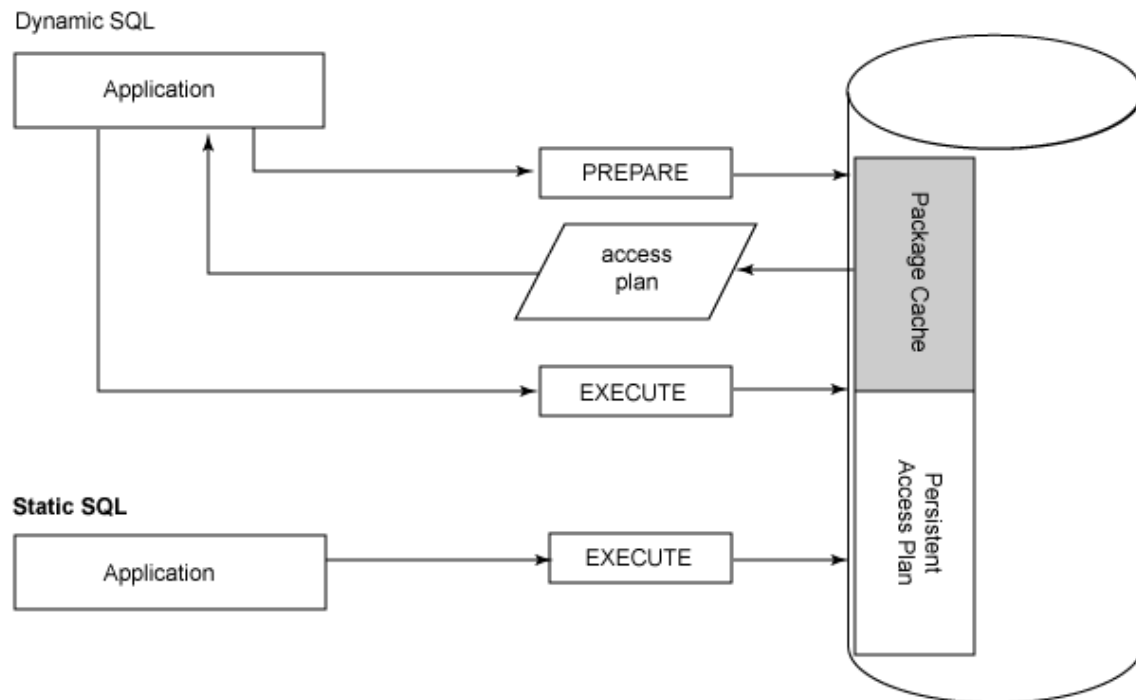 Dynamic SQL
Application
PREPARE
access
plan
Package Cache
EXECUTE
Static SQL
Application
EXECUTE
Persistent
Access Plan